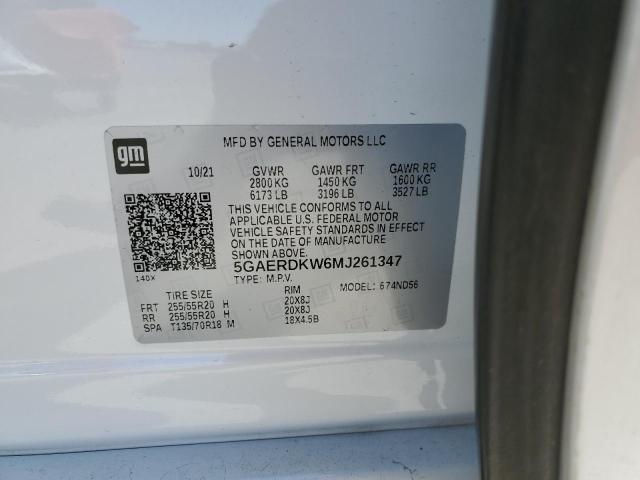 gm
MFD BY GENERAL MOTORS LLC
10/21 GVWR GAWR FRT GAWR RR
2800 KG 1450 KG 1600 KG
6173 LB 3196 LB 3527 LB
THIS VEHICLE CONFORMS TO ALL
APPLICABLE U.S. FEDERAL MOTOR
VEHICLE SAFETY STANDARDS IN EFFECT
ON THE DATE OF MANUFACTURE
SHOWN ABOVE.
5GAERDKW6MJ261347
140X
TYPE: M.P.V.
TIRE SIZE RIM MODEL: 674ND56
FRT 255/55R20 H 20X8J
RR 255/55R20 H 20X8J
SPA T135/70R18 M 18X4.5B